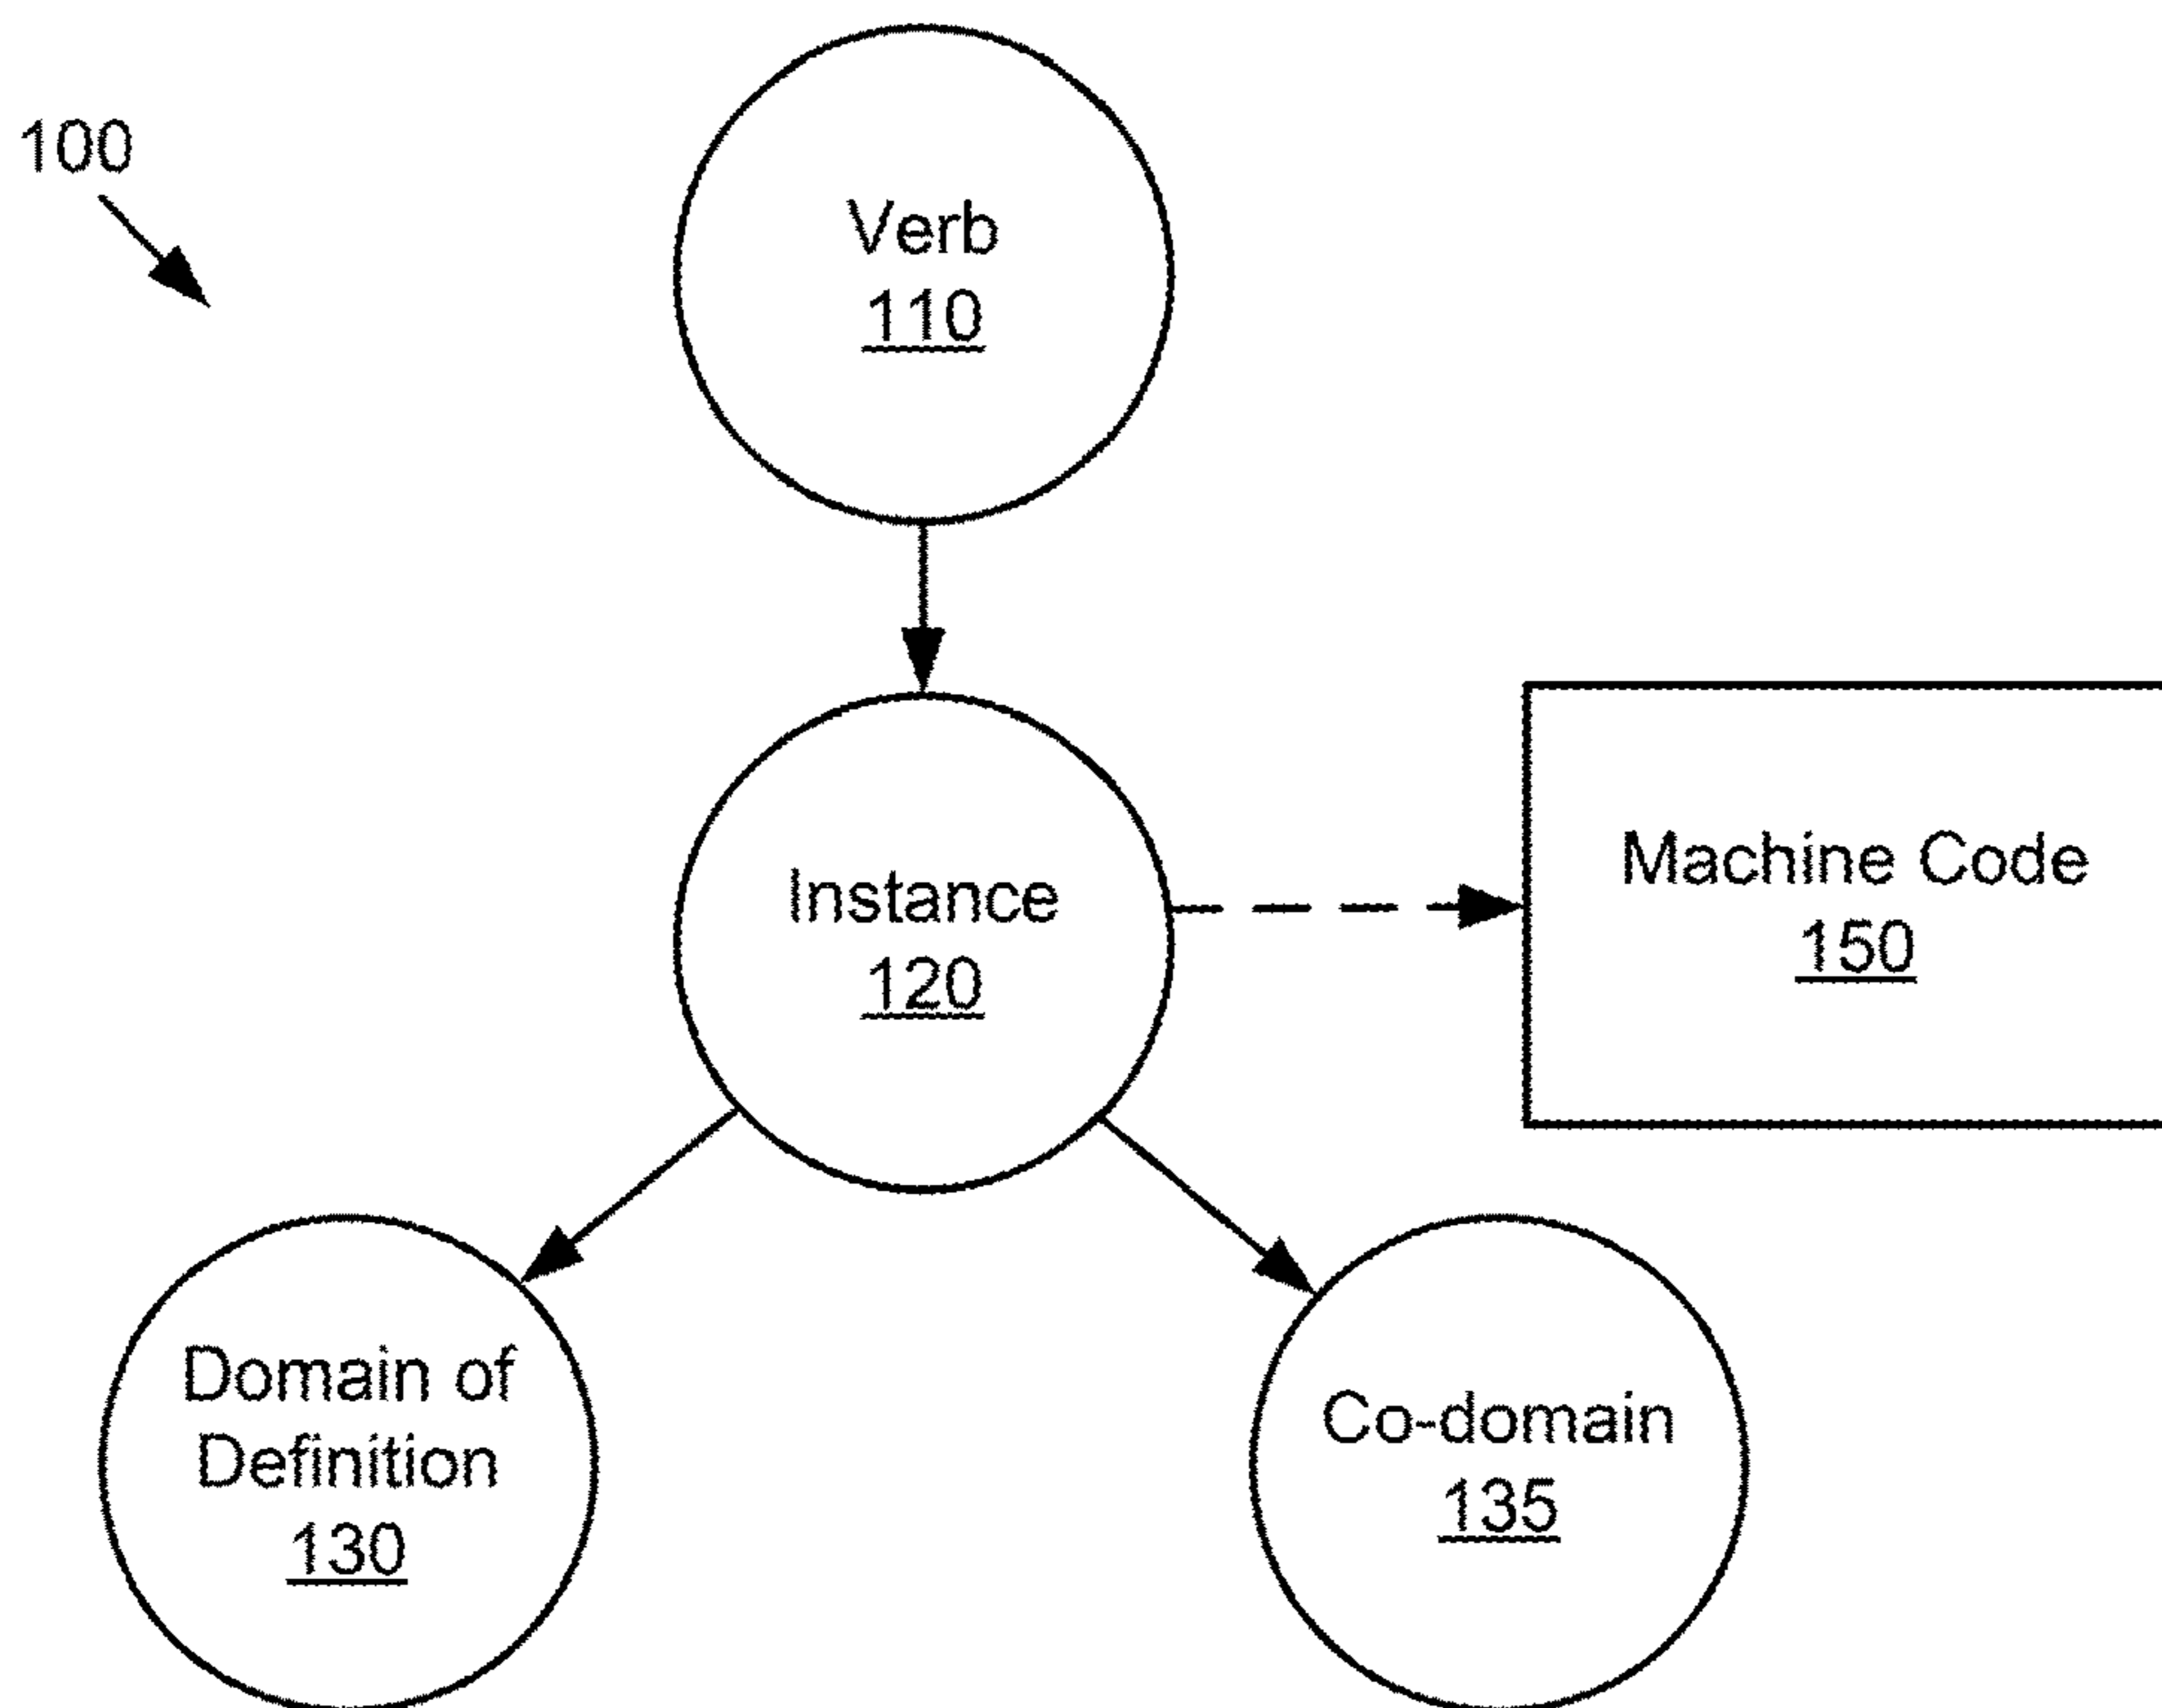 100
Verb
110
Instance
120
Machine Code
150
Domain of
Definition
130
Co-domain
135